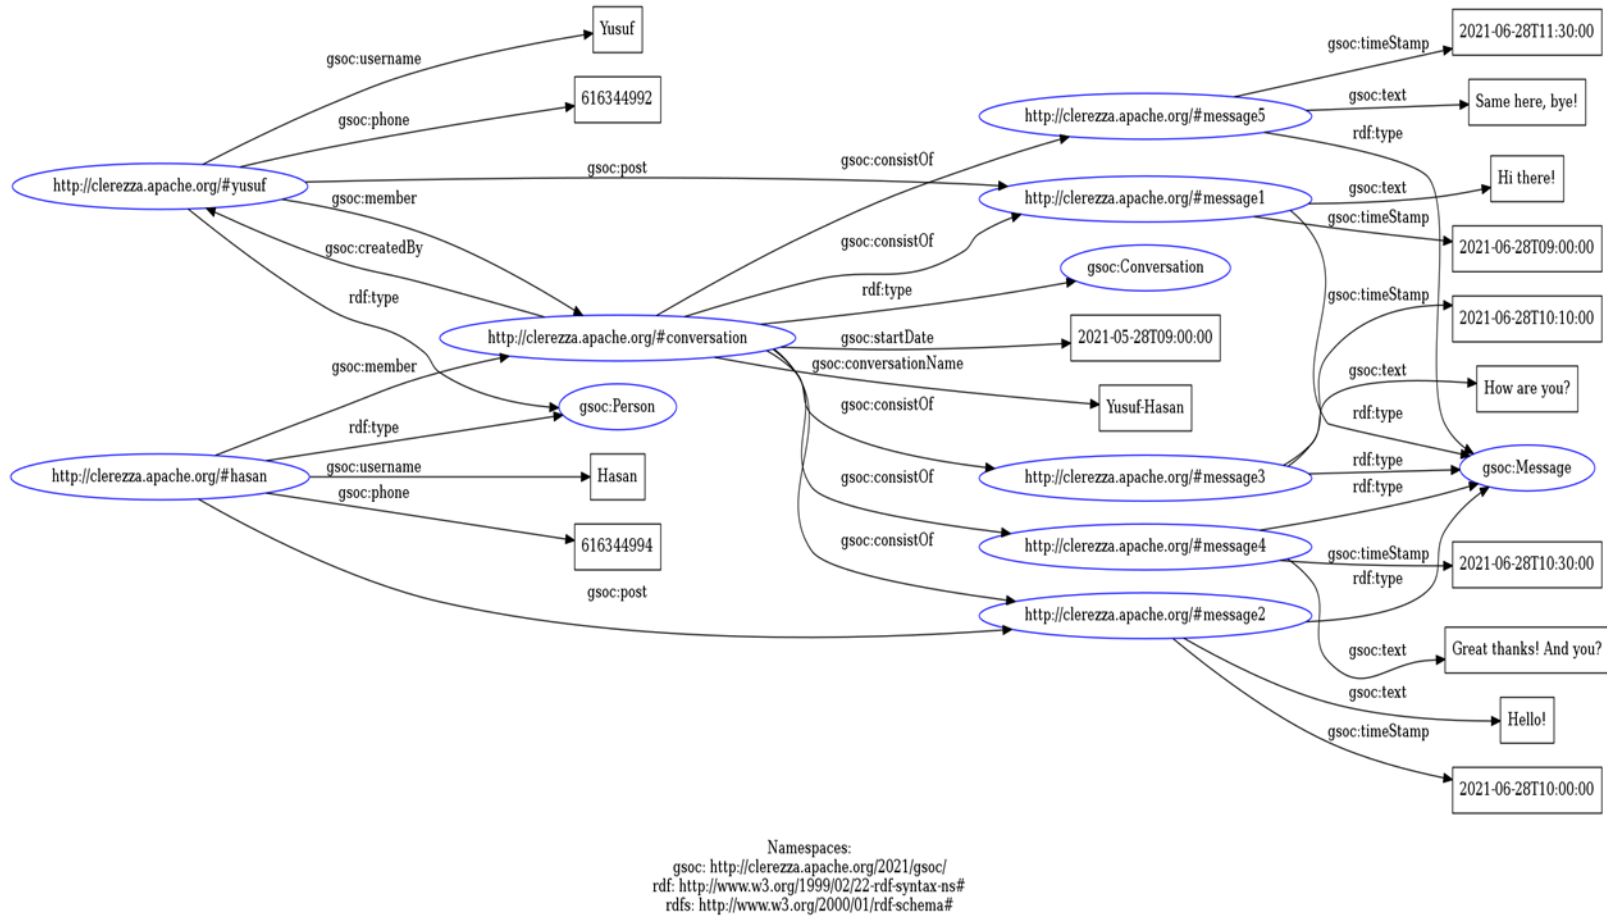 Yusuf
2021-06-28T11:30:00
gsoc:timeStamp
gsoc:username
616344992
gsoc:text
Same here, bye!
http://clerezza.apache.org/#message5
gsoc:phone
rdf:type
gsoc:consistOf
gsoc:post
Hi there!
http://clerezza.apache.org/#yusuf
gsoc:text
gsoc:member
http://clerezza.apache.org/#message1
gsoc:timeStamp
gsoc:consistOf
gsoc:createdBy
2021-06-28T09:00:00
gsoc:Conversation
rdf:type
rdf:type
gsoc:timeStamp
2021-06-28T10:10:00
http://clerezza.apache.org/#conversation
gsoc:startDate
2021-05-28T09:00:00
gsoc:conversationName
gsoc:member
gsoc:text
How are you?
gsoc:Person
gsoc:consistOf
Yusuf-Hasan
rdf:type
rdf:type
gsoc:username
rdf:type
gsoc:Message
http://clerezza.apache.org/#hasan
Hasan
gsoc:consistOf
http://clerezza.apache.org/#message3
rdf:type
gsoc:phone
616344994
gsoc:consistOf
http://clerezza.apache.org/#message4
gsoc:timeStamp
2021-06-28T10:30:00
rdf:type
gsoc:post
http://clerezza.apache.org/#message2
gsoc:text
Great thanks! And you?
gsoc:text
Hello!
gsoc:timeStamp
2021-06-28T10:00:00
Namespaces:
gsoc: http://clerezza.apache.org/2021/gsoc/
rdf: http://www.w3.org/1999/02/22-rdf-syntax-ns#
rdfs: http://www.w3.org/2000/01/rdf-schema#